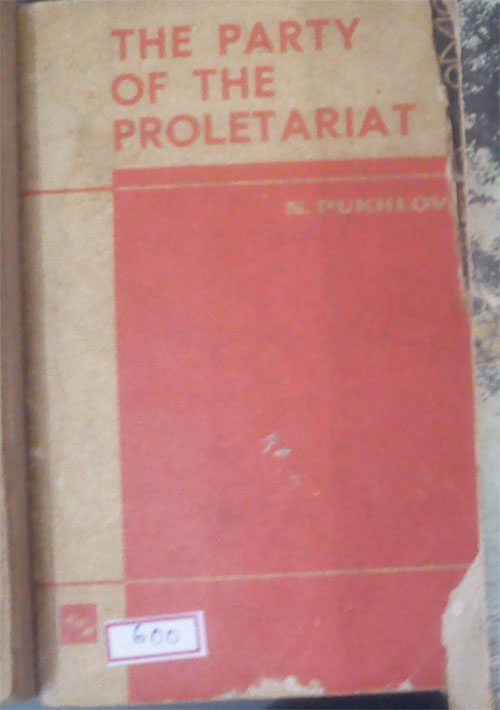 THE PARTY
OF THE
PROLETARIAT
N. PUKHLOV
600